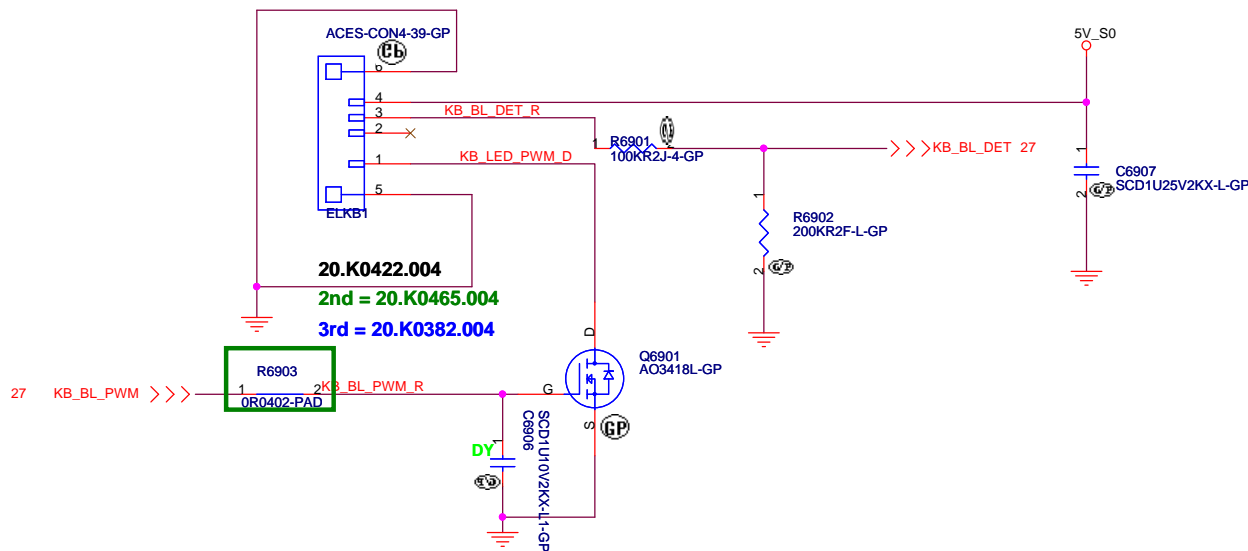 ACES-CON4-39-GP
5V_S0
6
4
3
KB_BL_DET_R
2
1
R6901
2
100KR2J-4-GP
KB_BL_DET 27
1
KB_LED_PWM_D
1
C6907
SCD1U25V2KX-L-GP
2
5
ELKB1
1
R6902
200KR2F-L-GP
2
20.K0422.004
2nd = 20.K0465.004
3rd = 20.K0382.004
D
Q6901
AO3418L-GP
G
S
GP
R6903
27 KB_BL_PWM
1
2
KB_BL_PWM_R
0R0402-PAD
DY
1
C6906
SCD1U10V2KX-L1-GP